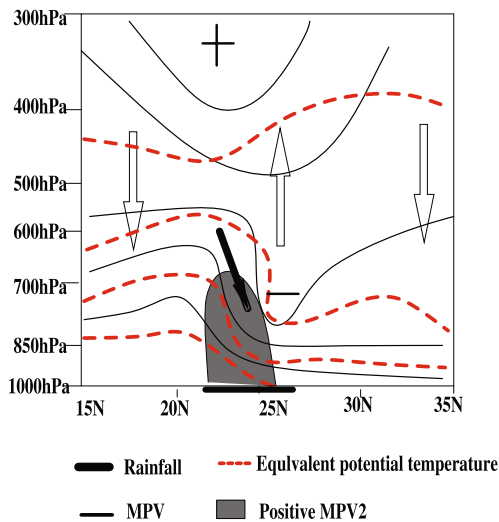 300hPa
+
400hPa
500hPa
600hPa
700hPa
—
850hPa
1000hPa
15N 20N 25N 30N 35N
Rainfall Equlvalent potential temperature
MPV Positive MPV2